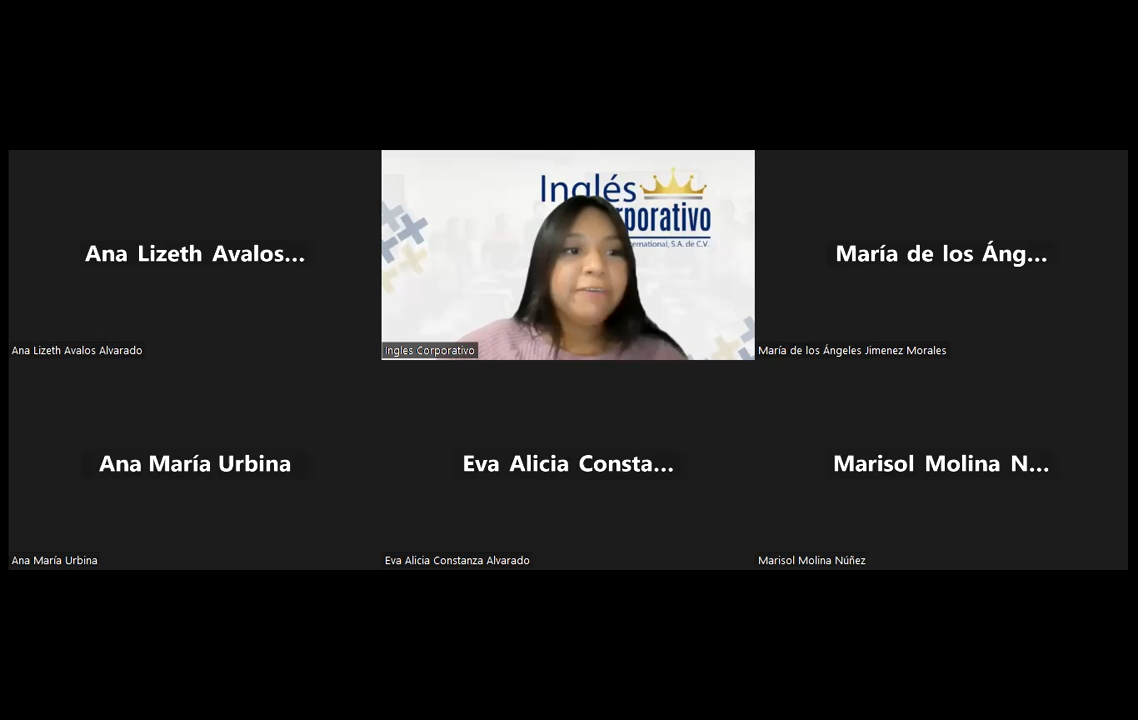 Ana Lizeth Avalos...
Ana Lizeth Avalos Alvarado
Inglés
porativo
ernational, S.A. de C.V.
Ingles Corporativo
María de los Áng...
María de los Ángeles Jimenez Morales
Ana María Urbina
Ana María Urbina
Eva Alicia Consta...
Eva Alicia Constanza Alvarado
Marisol Molina N...
Marisol Molina Núñez